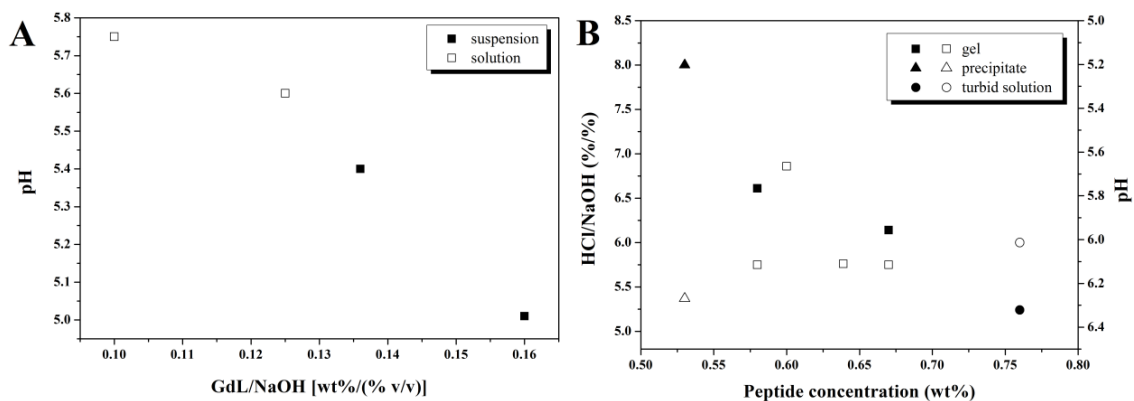 A
5.8
5.7
5.6
5.5
5.4
5.3
5.2
5.1
5.0
pH
0.10 0.11 0.12 0.13 0.14 0.15 0.16
GdL/NaOH [wt%/(% v/v)]
suspension
solution
B
8.5
8.0
7.5
7.0
6.5
6.0
5.5
5.0
HCl/NaOH (%/%)
gel
precipitate
turbid solution
5.0
5.2
5.4
5.6
5.8
6.0
6.2
6.4
pH
0.50 0.55 0.60 0.65 0.70 0.75 0.80
Peptide concentration (wt%)